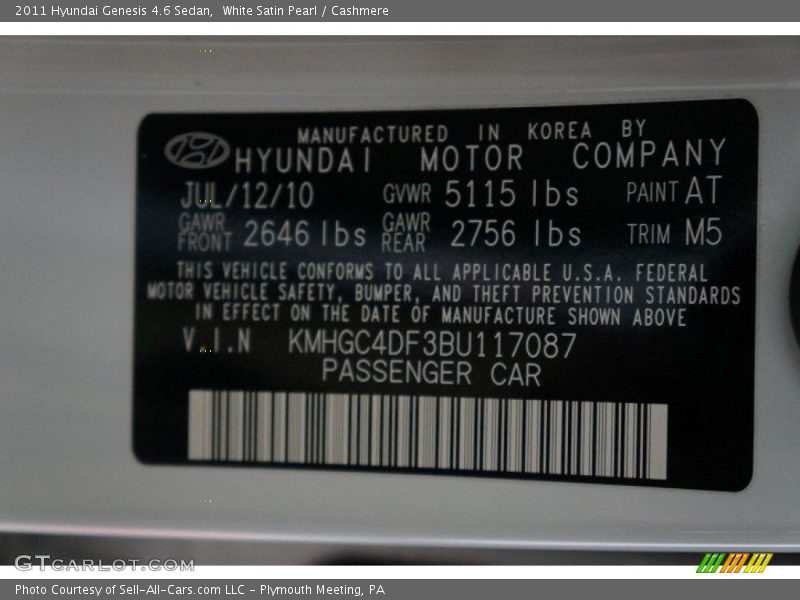 2011 Hyundai Genesis 4.6 Sedan,  White Satin Pearl / Cashmere
MANUFACTURED IN KOREA BY
HYUNDAI MOTOR COMPANY
JUL/12/10 GVWR 5115 lbs PAINT AT
GAWR FRONT 2646 lbs GAWR REAR 2756 lbs TRIM M5
THIS VEHICLE CONFORMS TO ALL APPLICABLE U.S.A. FEDERAL
MOTOR VEHICLE SAFETY, BUMPER, AND THEFT PREVENTION STANDARDS
IN EFFECT ON THE DATE OF MANUFACTURE SHOWN ABOVE
V.I.N KMHGC4DF3BU117087
PASSENGER CAR
GTCARLOT.COM
Photo Courtesy of Sell-All-Cars.com LLC - Plymouth Meeting, PA